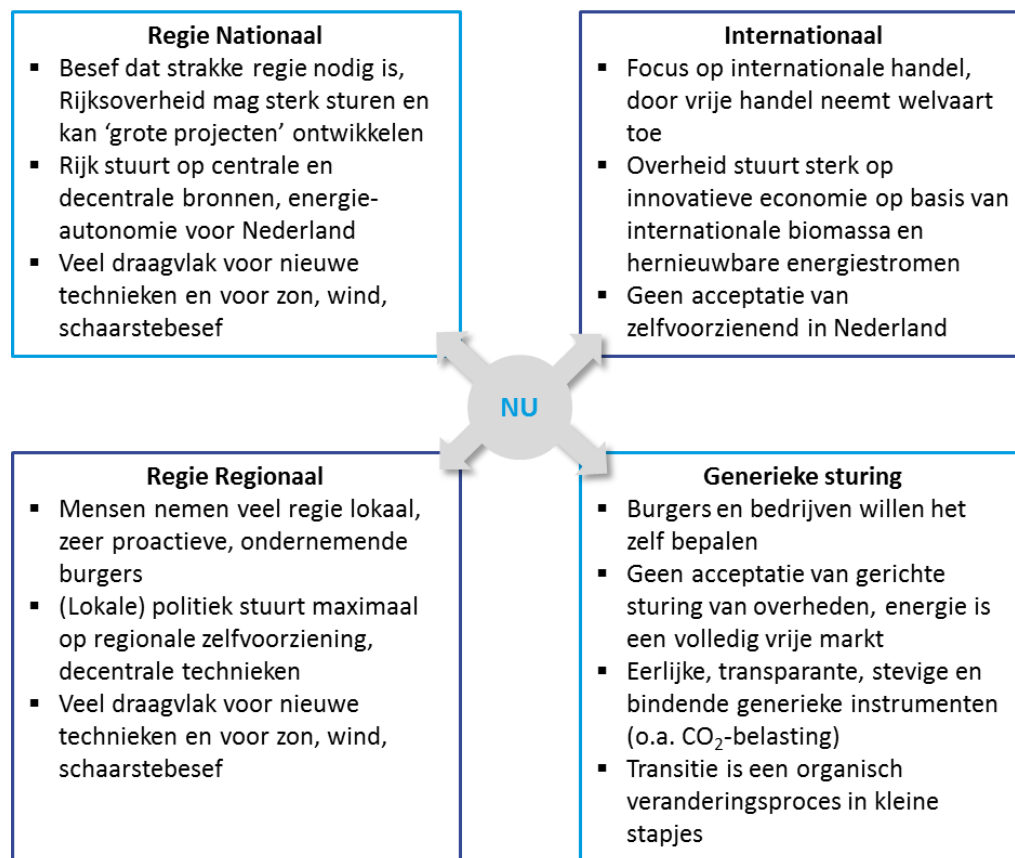 Regie Nationaal
▪ Besef dat strakke regie nodig is,
Rijksoverheid mag sterk sturen en
kan ‘grote projecten’ ontwikkelen
▪ Rijk stuurt op centrale en
decentrale bronnen, energie-
autonomie voor Nederland
▪ Veel draagvlak voor nieuwe
technieken en voor zon, wind,
schaarstebesef
Internationaal
▪ Focus op internationale handel,
door vrije handel neemt welvaart
toe
▪ Overheid stuurt sterk op
innovatieve economie op basis van
internationale biomassa en
hernieuwbare energiestromen
▪ Geen acceptatie van
zelfvoorzienend in Nederland
NU
Regie Regionaal
▪ Mensen nemen veel regie lokaal,
zeer proactieve, ondernemende
burgers
▪ (Lokale) politiek stuurt maximaal
op regionale zelfvoorziening,
decentrale technieken
▪ Veel draagvlak voor nieuwe
technieken en voor zon, wind,
schaarstebesef
Generieke sturing
▪ Burgers en bedrijven willen het
zelf bepalen
▪ Geen acceptatie van gerichte
sturing van overheden, energie is
een volledig vrije markt
▪ Eerlijke, transparante, stevige en
bindende generieke instrumenten
(o.a. CO₂-belasting)
▪ Transitie is een organisch
veranderingsproces in kleine
stapjes